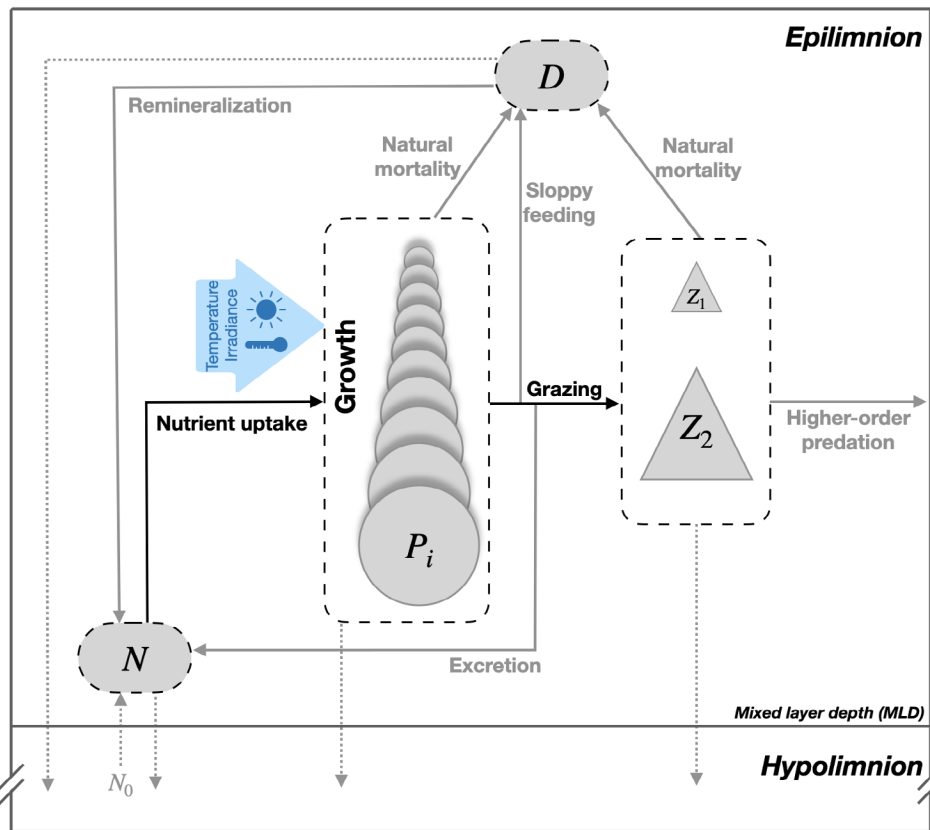 Epilimnion
D
Remineralization
Natural
mortality
Natural
mortality
Sloppy
feeding
Z1
Temperature
Irradiance
Growth
Grazing
Nutrient uptake
Z2
Higher-order
predation
Pi
N
Excretion
Mixed layer depth (MLD)
N0
Hypolimnion